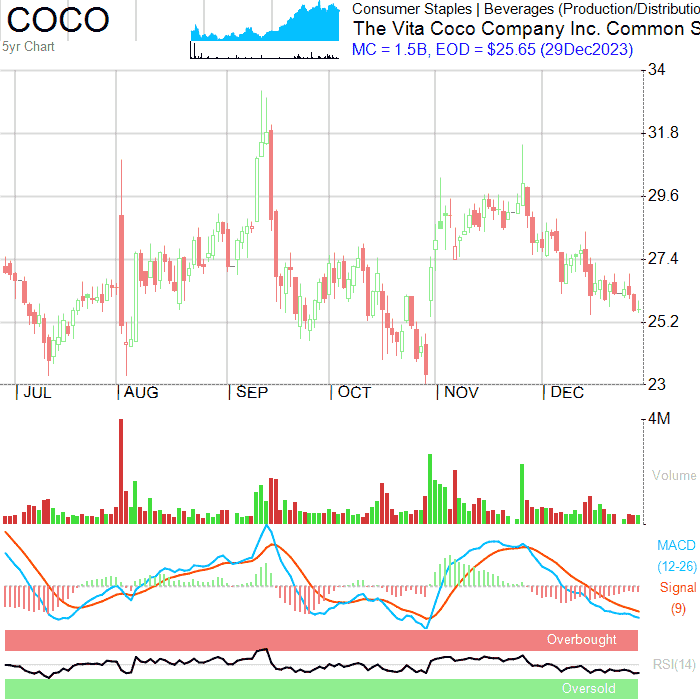 COCO
5yr Chart
Consumer Staples | Beverages (Production/Distributio
The Vita Coco Company Inc. Common S
MC = 1.5B, EOD = $25.65 (29Dec2023)
34
31.8
29.6
27.4
25.2
23
| JUL | AUG | SEP | OCT | NOV | DEC
4M
Volume
MACD
(12-26)
Signal
(9)
Overbought
RSI(14)
Oversold